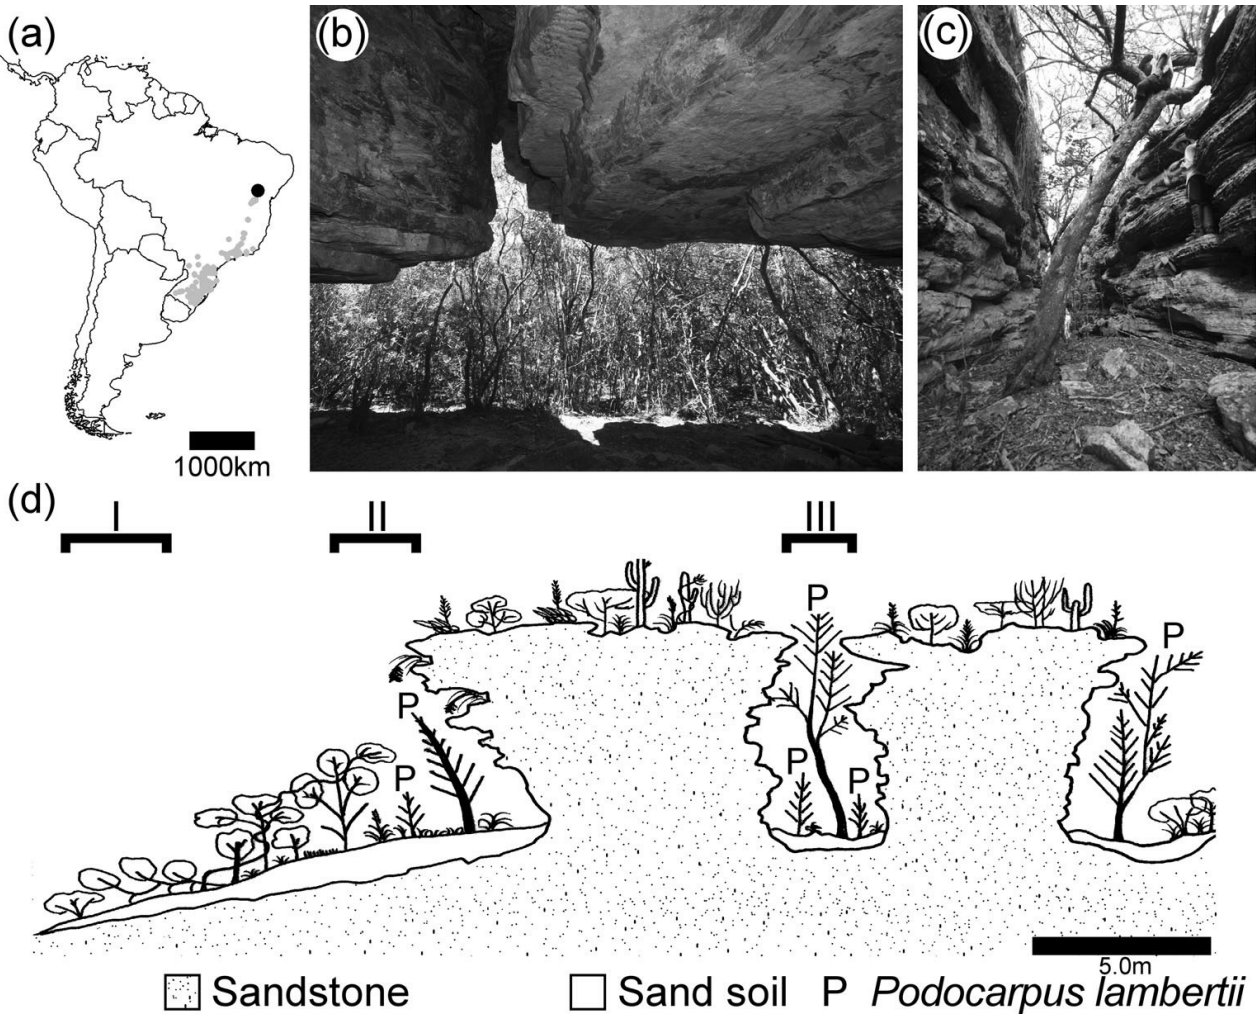 (a)
(b)
(c)
1000km
(d)
I
II
III
P
P
P
P
P
P
5.0m
Sandstone
Sand soil
P Podocarpus lambertii